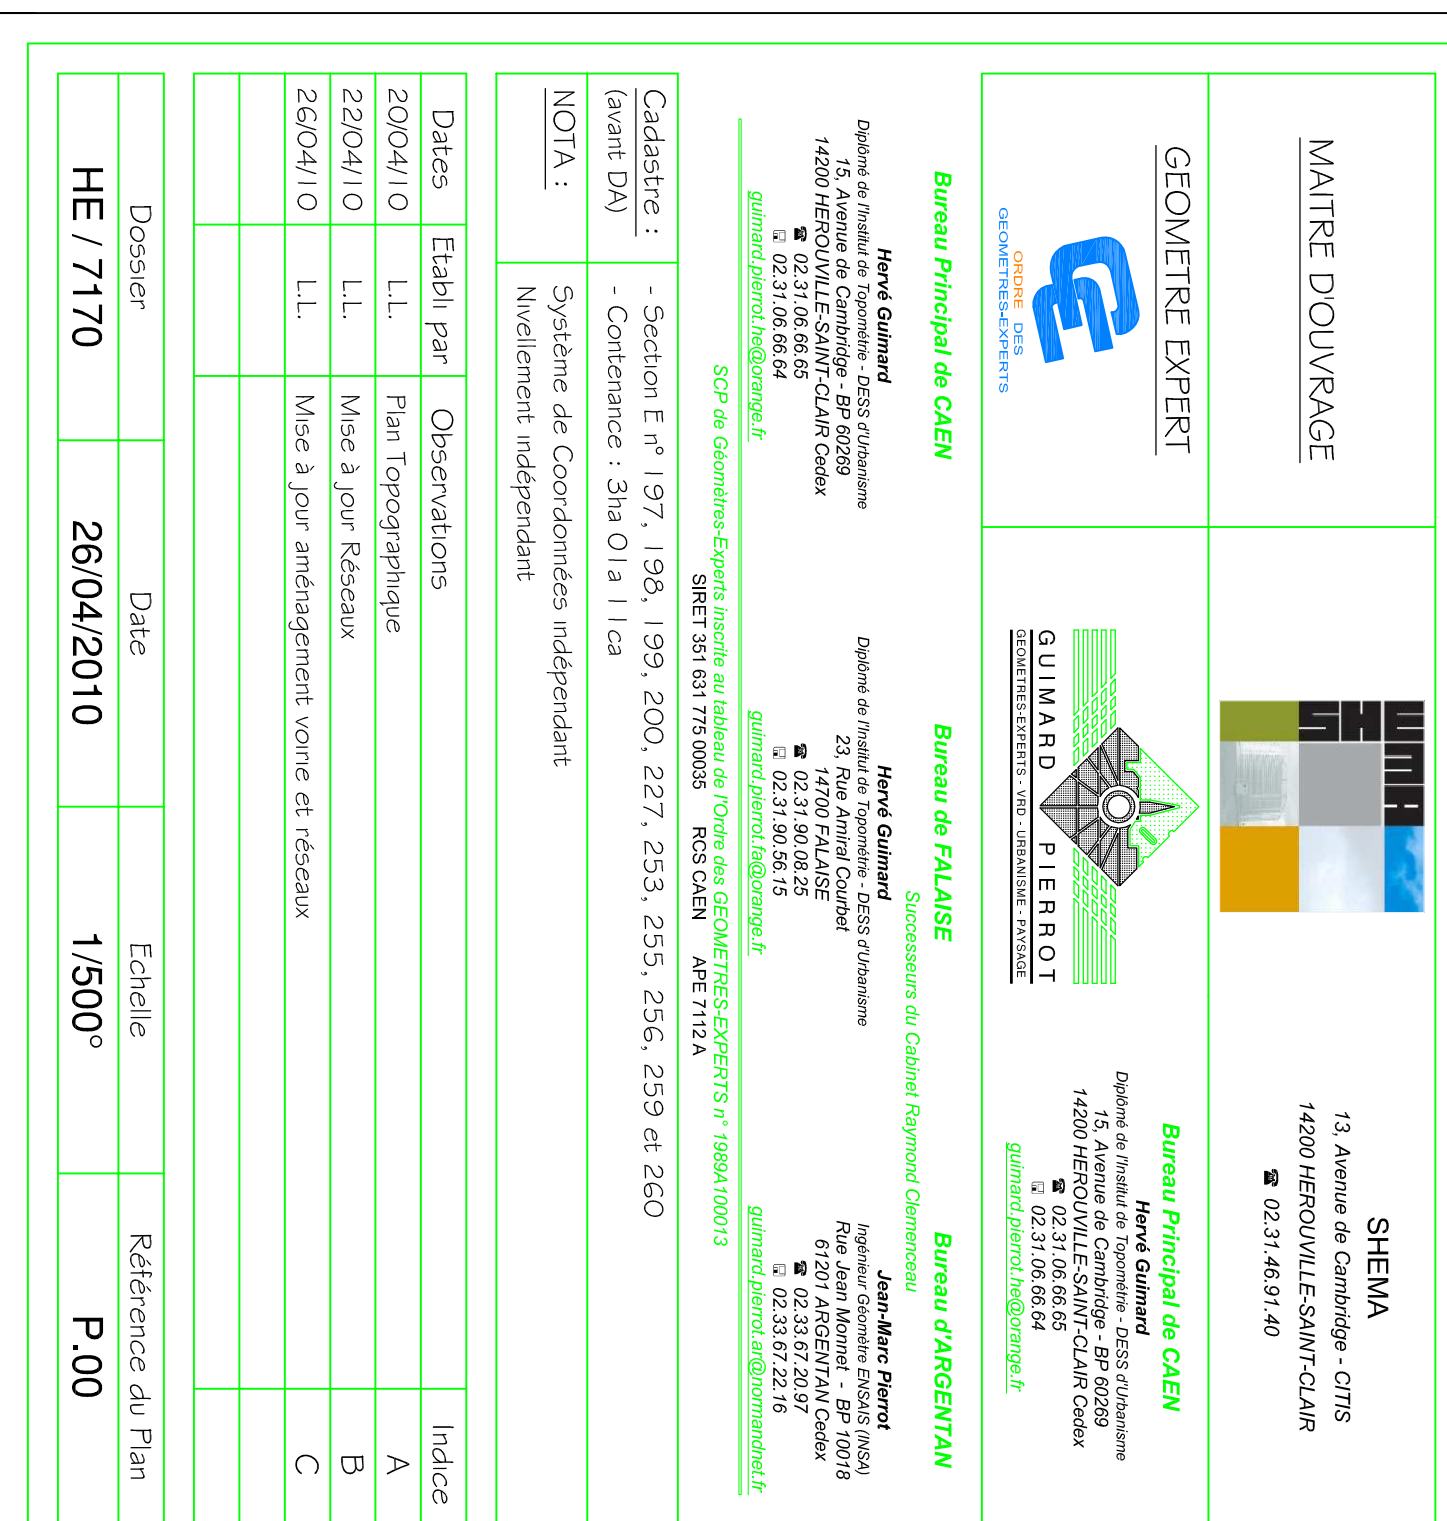 MAITRE D'OUVRAGE
SHEMA
SHEMA
13, Avenue de Cambridge - CITIS
14200 HEROUVILLE-SAINT-CLAIR
☎ 02.31.46.91.40
GEOMETRE EXPERT
ORDRE DES
GEOMETRES-EXPERTS
GUIMARD PIERROT
GEOMETRES-EXPERTS - VRD - URBANISME - PAYSAGE
Bureau Principal de CAEN
Hervé Guimard
Diplômé de l'Institut de Topométrie - DESS d'Urbanisme
15, Avenue de Cambridge - BP 60269
14200 HEROUVILLE-SAINT-CLAIR Cedex
☎ 02.31.06.66.65
02.31.06.66.64
guimard.pierrot.he@orange.fr
Bureau Principal de CAEN
Hervé Guimard
Diplômé de l'Institut de Topométrie - DESS d'Urbanisme
15, Avenue de Cambridge - BP 60269
14200 HEROUVILLE-SAINT-CLAIR Cedex
☎ 02.31.06.66.65
02.31.06.66.64
guimard.pierrot.he@orange.fr
Bureau de FALAISE
Successeurs du Cabinet Raymond Clemenceau
Hervé Guimard
Diplômé de l'Institut de Topométrie - DESS d'Urbanisme
23, Rue Amiral Courbet
14700 FALAISE
☎ 02.31.90.08.25
02.31.90.56.15
guimard.pierrot.fa@orange.fr
Bureau d'ARGENTAN
Jean-Marc Pierrot
Ingénieur Géomètre ENSAIS (INSA)
Rue Jean Monnet - BP 10018
61201 ARGENTAN Cedex
☎ 02.33.67.20.97
02.33.67.22.16
guimard.pierrot.ar@normandnet.fr
SCP de Géomètres-Experts inscrite au tableau de l'Ordre des GEOMETRES-EXPERTS n° 1989A100013
SIRET 351 631 775 00035 RCS CAEN APE 7112 A
Cadastre :
(avant DA)
- Section E n° 197, 198, 199, 200, 227, 253, 255, 256, 259 et 260
- Contenance : 3ha 01a 11ca
NOTA :
Système de Coordonnées indépendant
Nivellement indépendant
Dates Etabli par Observations Indice
20/04/10 L.L. Plan Topographique A
22/04/10 L.L. Mise à jour Réseaux B
26/04/10 L.L. Mise à jour aménagement voirie et réseaux C
Dossier Date Echelle Référence du Plan
HE / 7170 26/04/2010 1/500° P.00